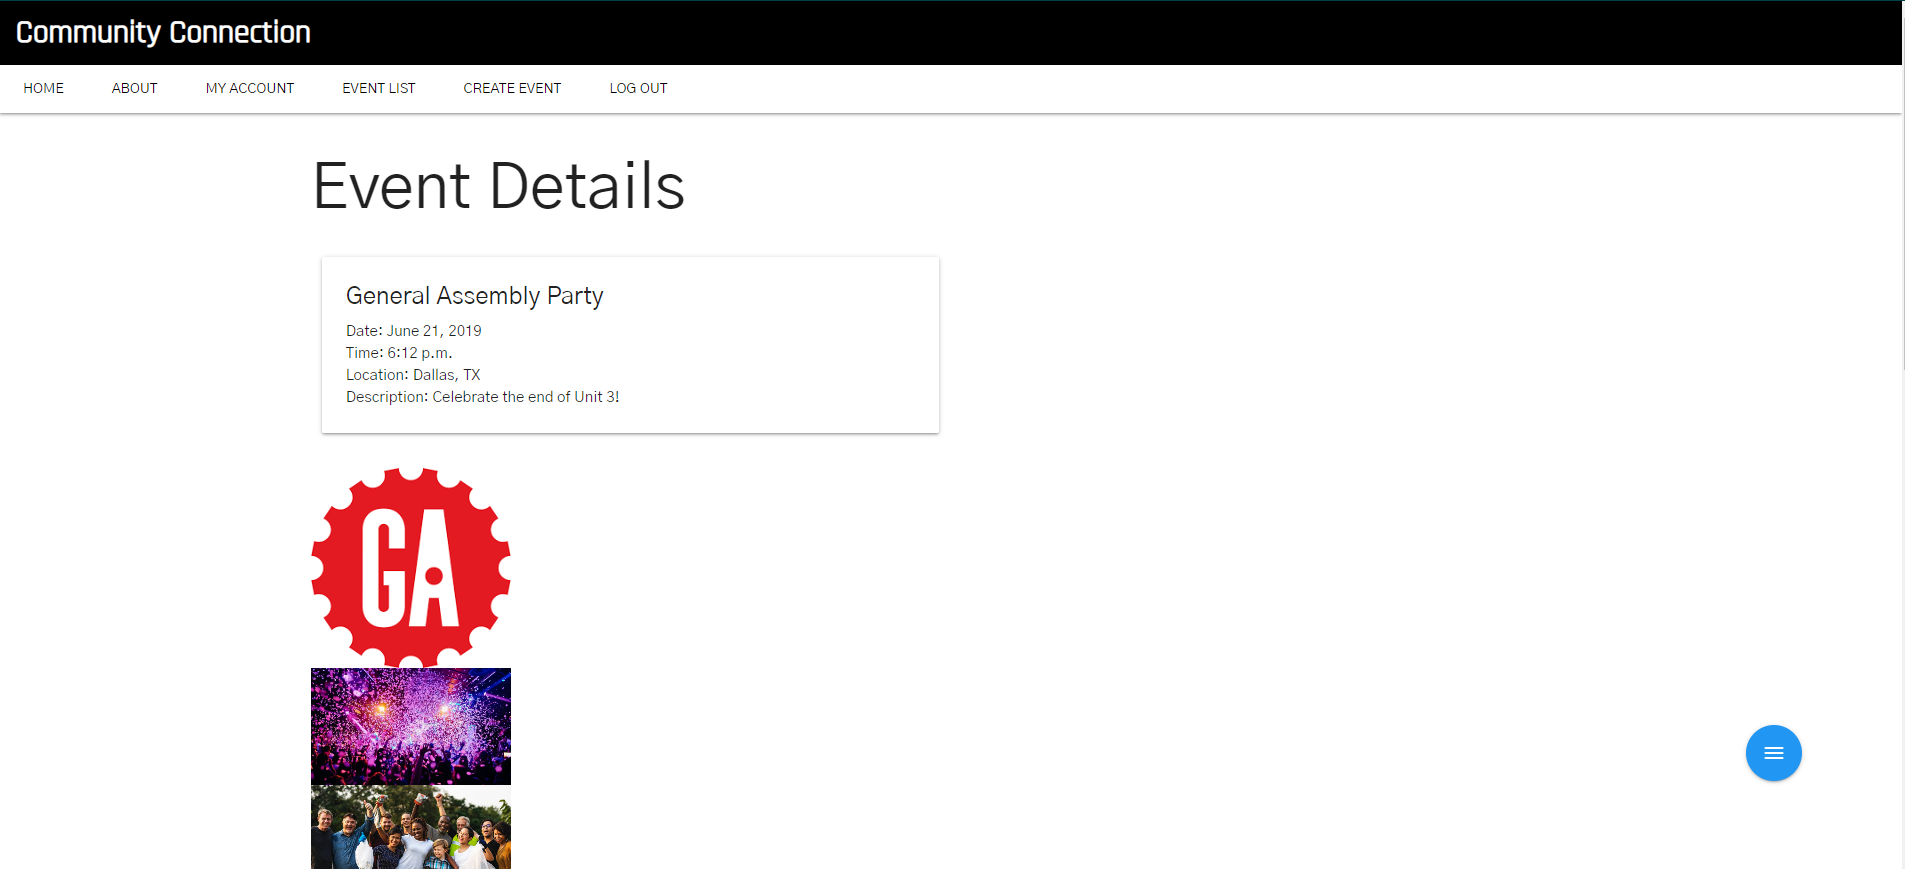 Community Connection
HOME ABOUT MY ACCOUNT EVENT LIST CREATE EVENT LOG OUT
Event Details
General Assembly Party
Date: June 21, 2019
Time: 6:12 p.m.
Location: Dallas, TX
Description: Celebrate the end of Unit 3!
GA